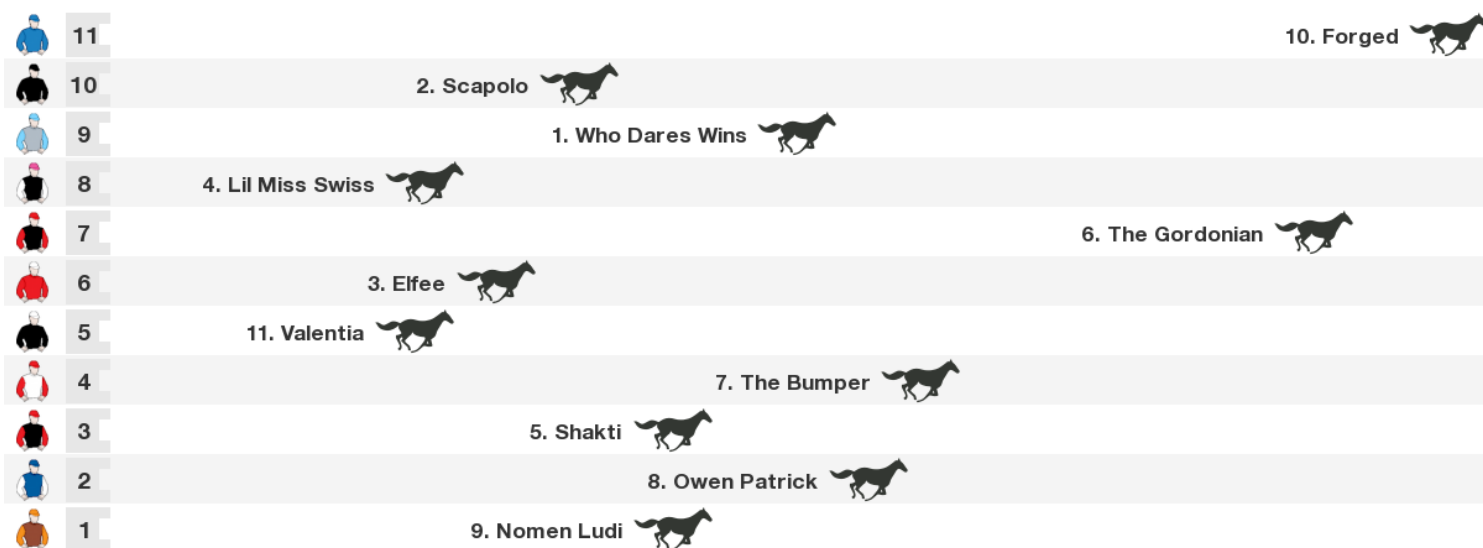 11 10. Forged
10 2. Scapolo
9 1. Who Dares Wins
8 4. Lil Miss Swiss
7 6. The Gordonian
6 3. Elfee
5 11. Valentia
4 7. The Bumper
3 5. Shakti
2 8. Owen Patrick
1 9. Nomen Ludi